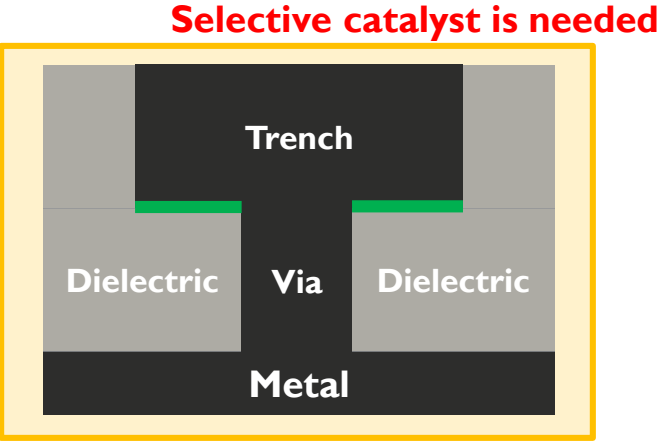 Selective catalyst is needed
Trench
Dielectric Via Dielectric
Metal